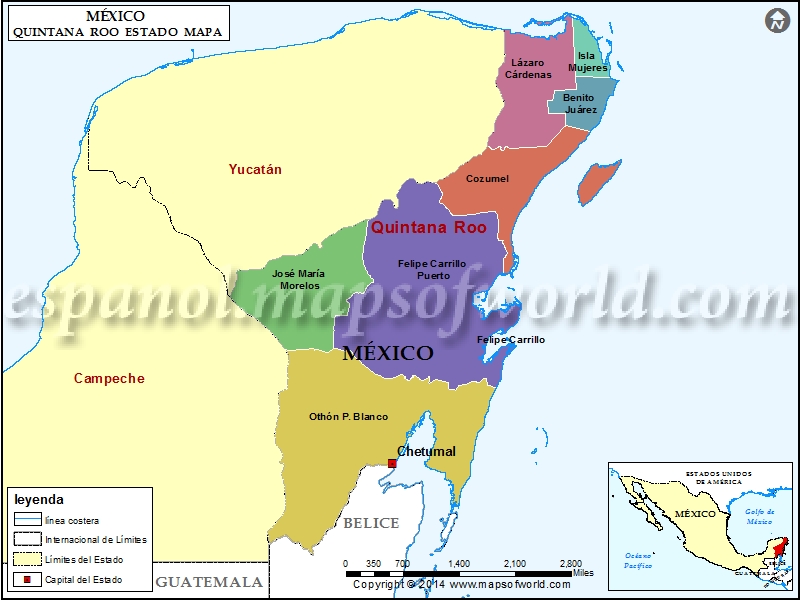 MÉXICO
QUINTANA ROO ESTADO MAPA
N
Isla
Mujeres
Lázaro
Cárdenas
Benito
Juárez
Yucatán
Cozumel
Quintana Roo
Felipe Carrillo
Puerto
José María
Morelos
espanol.mapsofworld.com
Felipe Carrillo
MÉXICO
Campeche
Othón P. Blanco
Chetumal
BELICE
GUATEMALA
leyenda
línea costera
Internacional de Límites
Límites del Estado
Capital del Estado
ESTADOS UNIDOS
DE AMÉRICA
MÉXICO
Golfo de
México
Océano
Pacífico
GUATEMALA
0 350 700 1,400 2,100 2,800
Miles
Copyright © 2014 www.mapsofworld.com